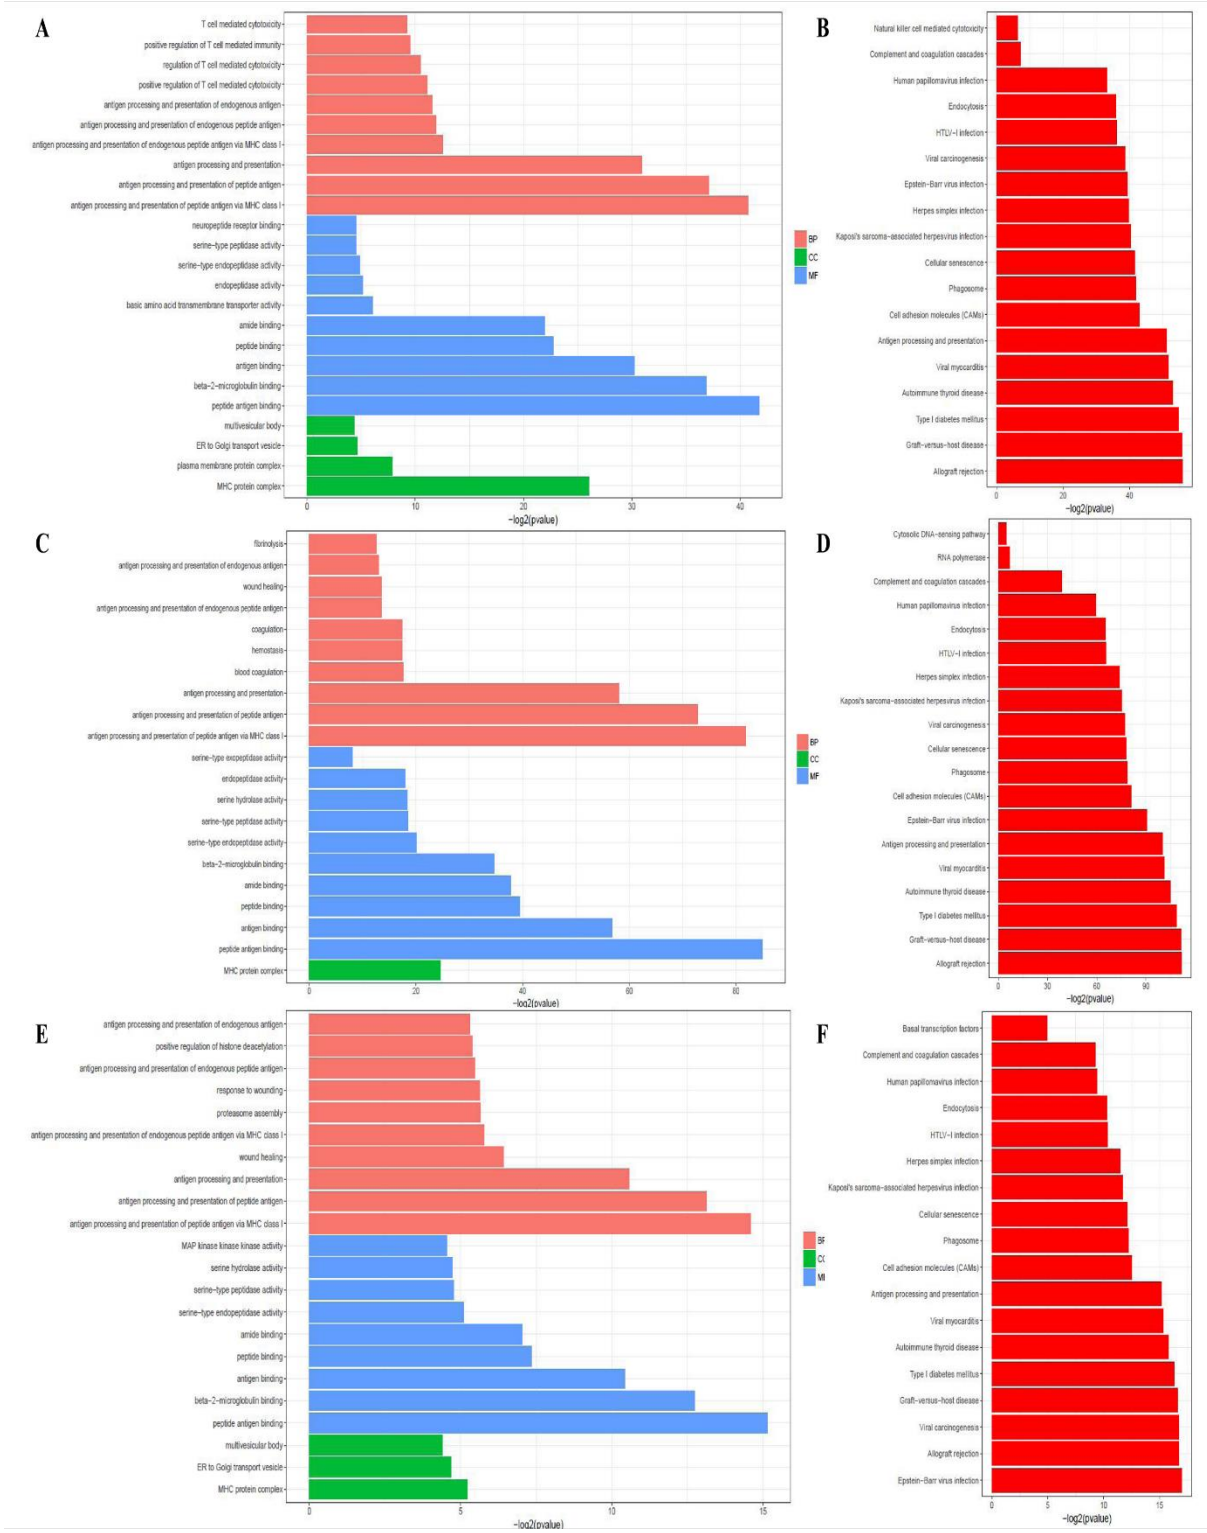 A
T cell mediated cytotoxicity
positive regulation of T cell mediated immunity
regulation of T cell mediated cytotoxicity
positive regulation of T cell mediated cytotoxicity
antigen processing and presentation of endogenous antigen
antigen processing and presentation of endogenous peptide antigen
antigen processing and presentation of endogenous peptide antigen via MHC class I
antigen processing and presentation
antigen processing and presentation of peptide antigen
antigen processing and presentation of peptide antigen via MHC class I
neuropeptide receptor binding
serine-type peptidase activity
serine-type endopeptidase activity
endopeptidase activity
basic amino acid transmembrane transporter activity
amide binding
peptide binding
antigen binding
beta-2-microglobulin binding
peptide antigen binding
multivesicular body
ER to Golgi transport vesicle
plasma membrane protein complex
MHC protein complex
0 10 20 30 40
-log2(pvalue)
BP
CC
MF
B
Natural killer cell mediated cytotoxicity
Complement and coagulation cascades
Human papillomavirus infection
Endocytosis
HTLV-I infection
Viral carcinogenesis
Epstein-Barr virus infection
Herpes simplex infection
Kaposi's sarcoma-associated herpesvirus infection
Cellular senescence
Phagosome
Cell adhesion molecules (CAMs)
Antigen processing and presentation
Viral myocarditis
Autoimmune thyroid disease
Type I diabetes mellitus
Graft-versus-host disease
Allograft rejection
0 20 40
-log2(pvalue)
C
fibrinolysis
antigen processing and presentation of endogenous antigen
wound healing
antigen processing and presentation of endogenous peptide antigen
coagulation
hemostasis
blood coagulation
antigen processing and presentation
antigen processing and presentation of peptide antigen
antigen processing and presentation of peptide antigen via MHC class I
serine-type exopeptidase activity
endopeptidase activity
serine hydrolase activity
serine-type peptidase activity
serine-type endopeptidase activity
beta-2-microglobulin binding
amide binding
peptide binding
antigen binding
peptide antigen binding
MHC protein complex
0 20 40 60 80
-log2(pvalue)
BP
CC
MF
D
Cytosolic DNA-sensing pathway
RNA polymerase
Complement and coagulation cascades
Human papillomavirus infection
Endocytosis
HTLV-I infection
Herpes simplex infection
Kaposi's sarcoma-associated herpesvirus infection
Viral carcinogenesis
Cellular senescence
Phagosome
Cell adhesion molecules (CAMs)
Epstein-Barr virus infection
Antigen processing and presentation
Viral myocarditis
Autoimmune thyroid disease
Type I diabetes mellitus
Graft-versus-host disease
Allograft rejection
0 30 60 90
-log2(pvalue)
E
antigen processing and presentation of endogenous antigen
positive regulation of histone deacetylation
antigen processing and presentation of endogenous peptide antigen
response to wounding
proteasome assembly
antigen processing and presentation of endogenous peptide antigen via MHC class I
wound healing
antigen processing and presentation
antigen processing and presentation of peptide antigen
antigen processing and presentation of peptide antigen via MHC class I
MAP kinase kinase kinase activity
serine hydrolase activity
serine-type peptidase activity
serine-type endopeptidase activity
amide binding
peptide binding
antigen binding
beta-2-microglobulin binding
peptide antigen binding
multivesicular body
ER to Golgi transport vesicle
MHC protein complex
0 5 10 15
-log2(pvalue)
F
Basal transcription factors
Complement and coagulation cascades
Human papillomavirus infection
Endocytosis
HTLV-I infection
Herpes simplex infection
Kaposi's sarcoma-associated herpesvirus infection
Cellular senescence
Phagosome
Cell adhesion molecules (CAMs)
Antigen processing and presentation
Viral myocarditis
Autoimmune thyroid disease
Type I diabetes mellitus
Graft-versus-host disease
Viral carcinogenesis
Allograft rejection
Epstein-Barr virus infection
0 5 10 15
-log2(pvalue)